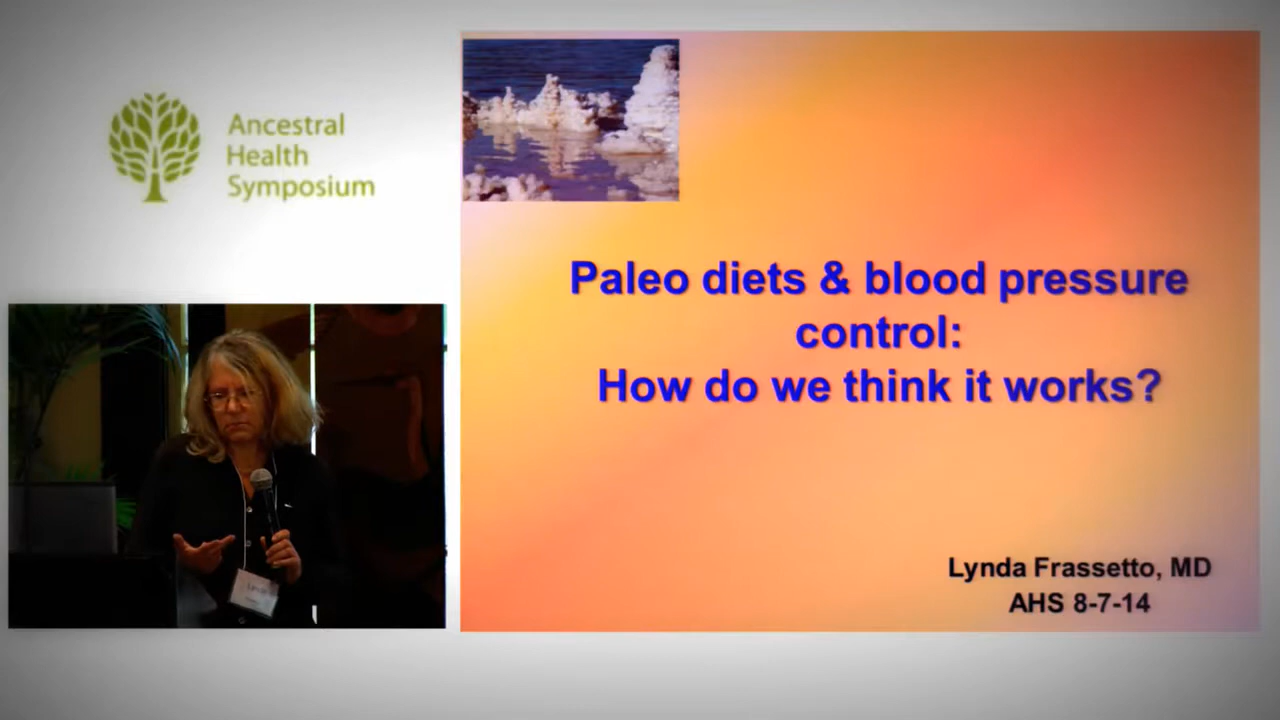 Ancestral
Health
Symposium
Paleo diets & blood pressure
control:
How do we think it works?
Lynda Frassetto, MD
AHS 8-7-14